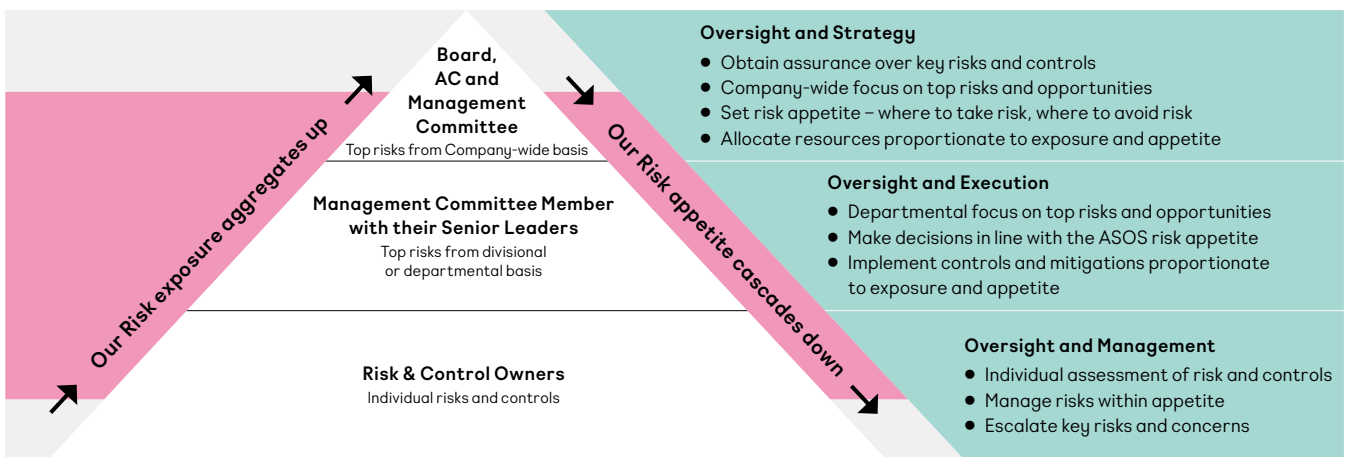 Board,
AC and
Management
Committee
Top risks from Company-wide basis
Management Committee Member
with their Senior Leaders
Top risks from divisional
or departmental basis
Risk & Control Owners
Individual risks and controls
Our Risk exposure aggregates up
Our Risk appetite cascades down
Oversight and Strategy
● Obtain assurance over key risks and controls
● Company-wide focus on top risks and opportunities
● Set risk appetite – where to take risk, where to avoid risk
● Allocate resources proportionate to exposure and appetite
Oversight and Execution
● Departmental focus on top risks and opportunities
● Make decisions in line with the ASOS risk appetite
● Implement controls and mitigations proportionate
to exposure and appetite
Oversight and Management
● Individual assessment of risk and controls
● Manage risks within appetite
● Escalate key risks and concerns